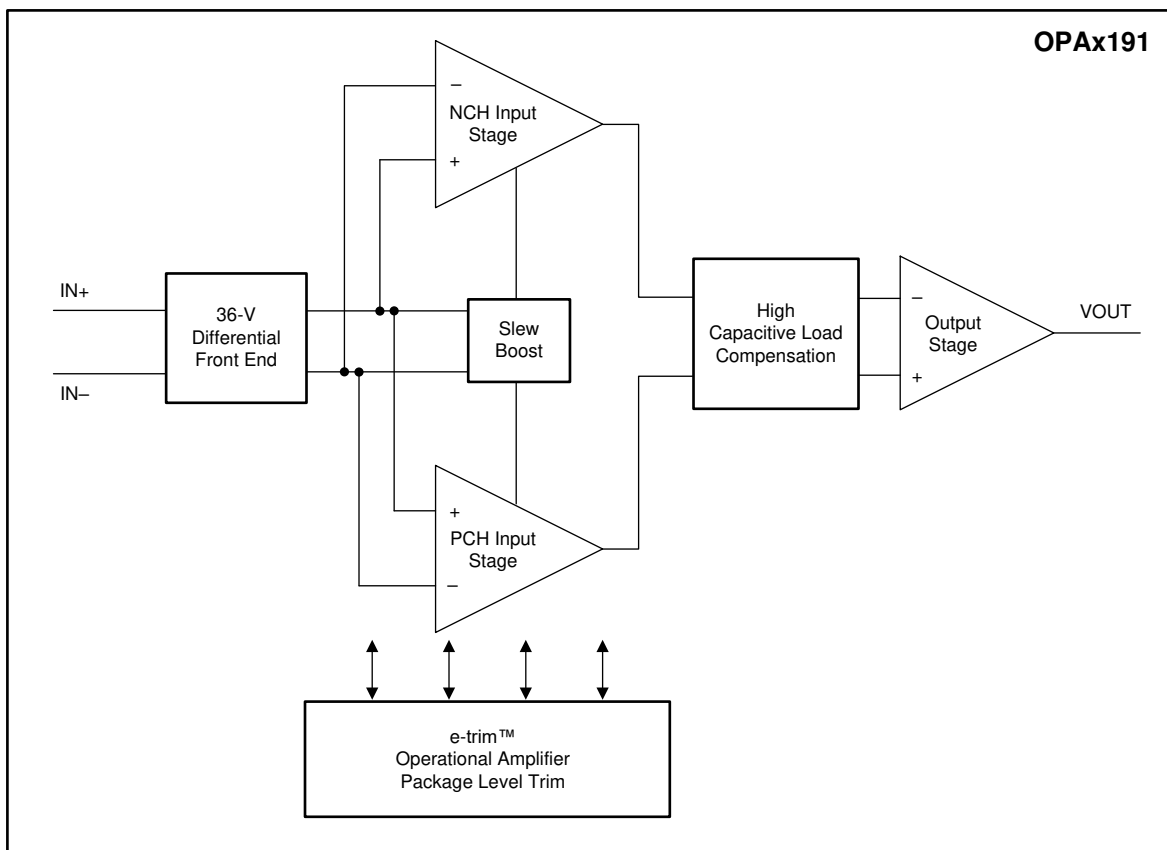 OPAx191
−
NCH Input
Stage
+
IN+
IN–
36-V
Differential
Front End
Slew
Boost
High
Capacitive Load
Compensation
−
Output
Stage
+
VOUT
+
PCH Input
Stage
−
e-trim™
Operational Amplifier
Package Level Trim